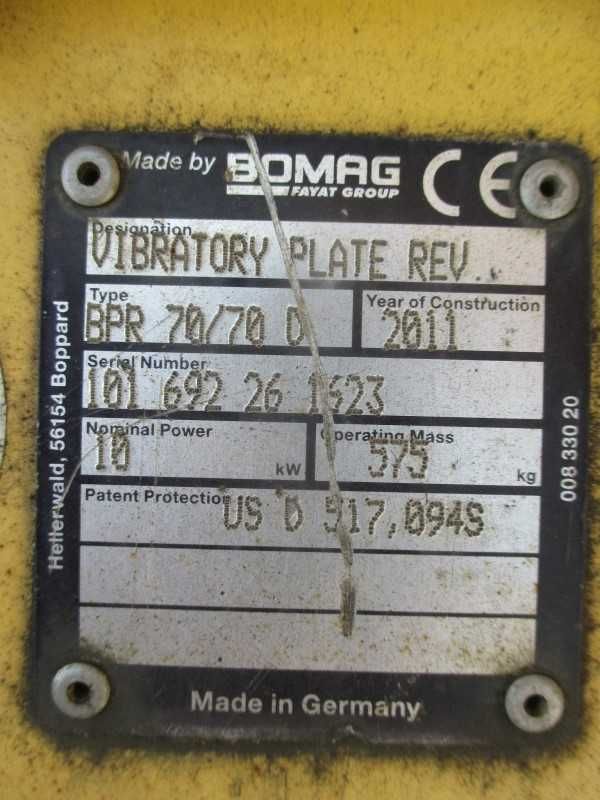 Made by BOMAG CE
FAYAT GROUP
Designation
VIBRATORY PLATE REV.
Type
BPR 70/70 D
Year of Construction
2011
Serial Number
101 692 26 1623
Nominal Power
10 kW
Operating Mass
575 kg
Patent Protection
US D 517,094S
Made in Germany
Hellerwald, 56154 Boppard
008 330 20